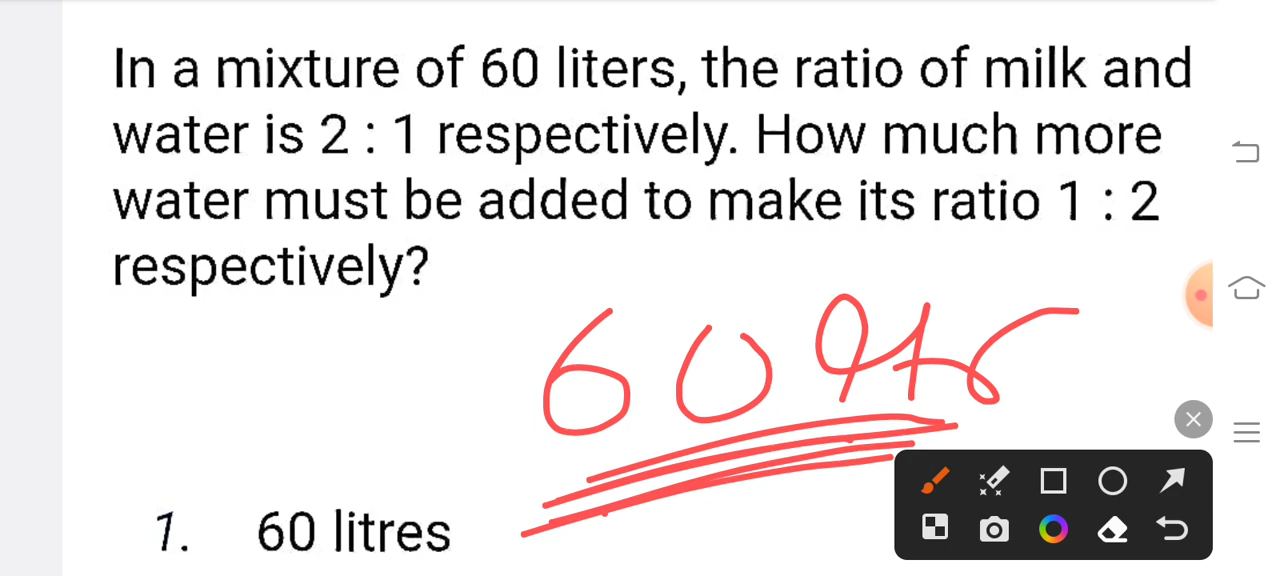 In a mixture of 60 liters, the ratio of milk and
water is 2 : 1 respectively. How much more
water must be added to make its ratio 1 : 2
respectively?
60 ltr
1. 60 litres